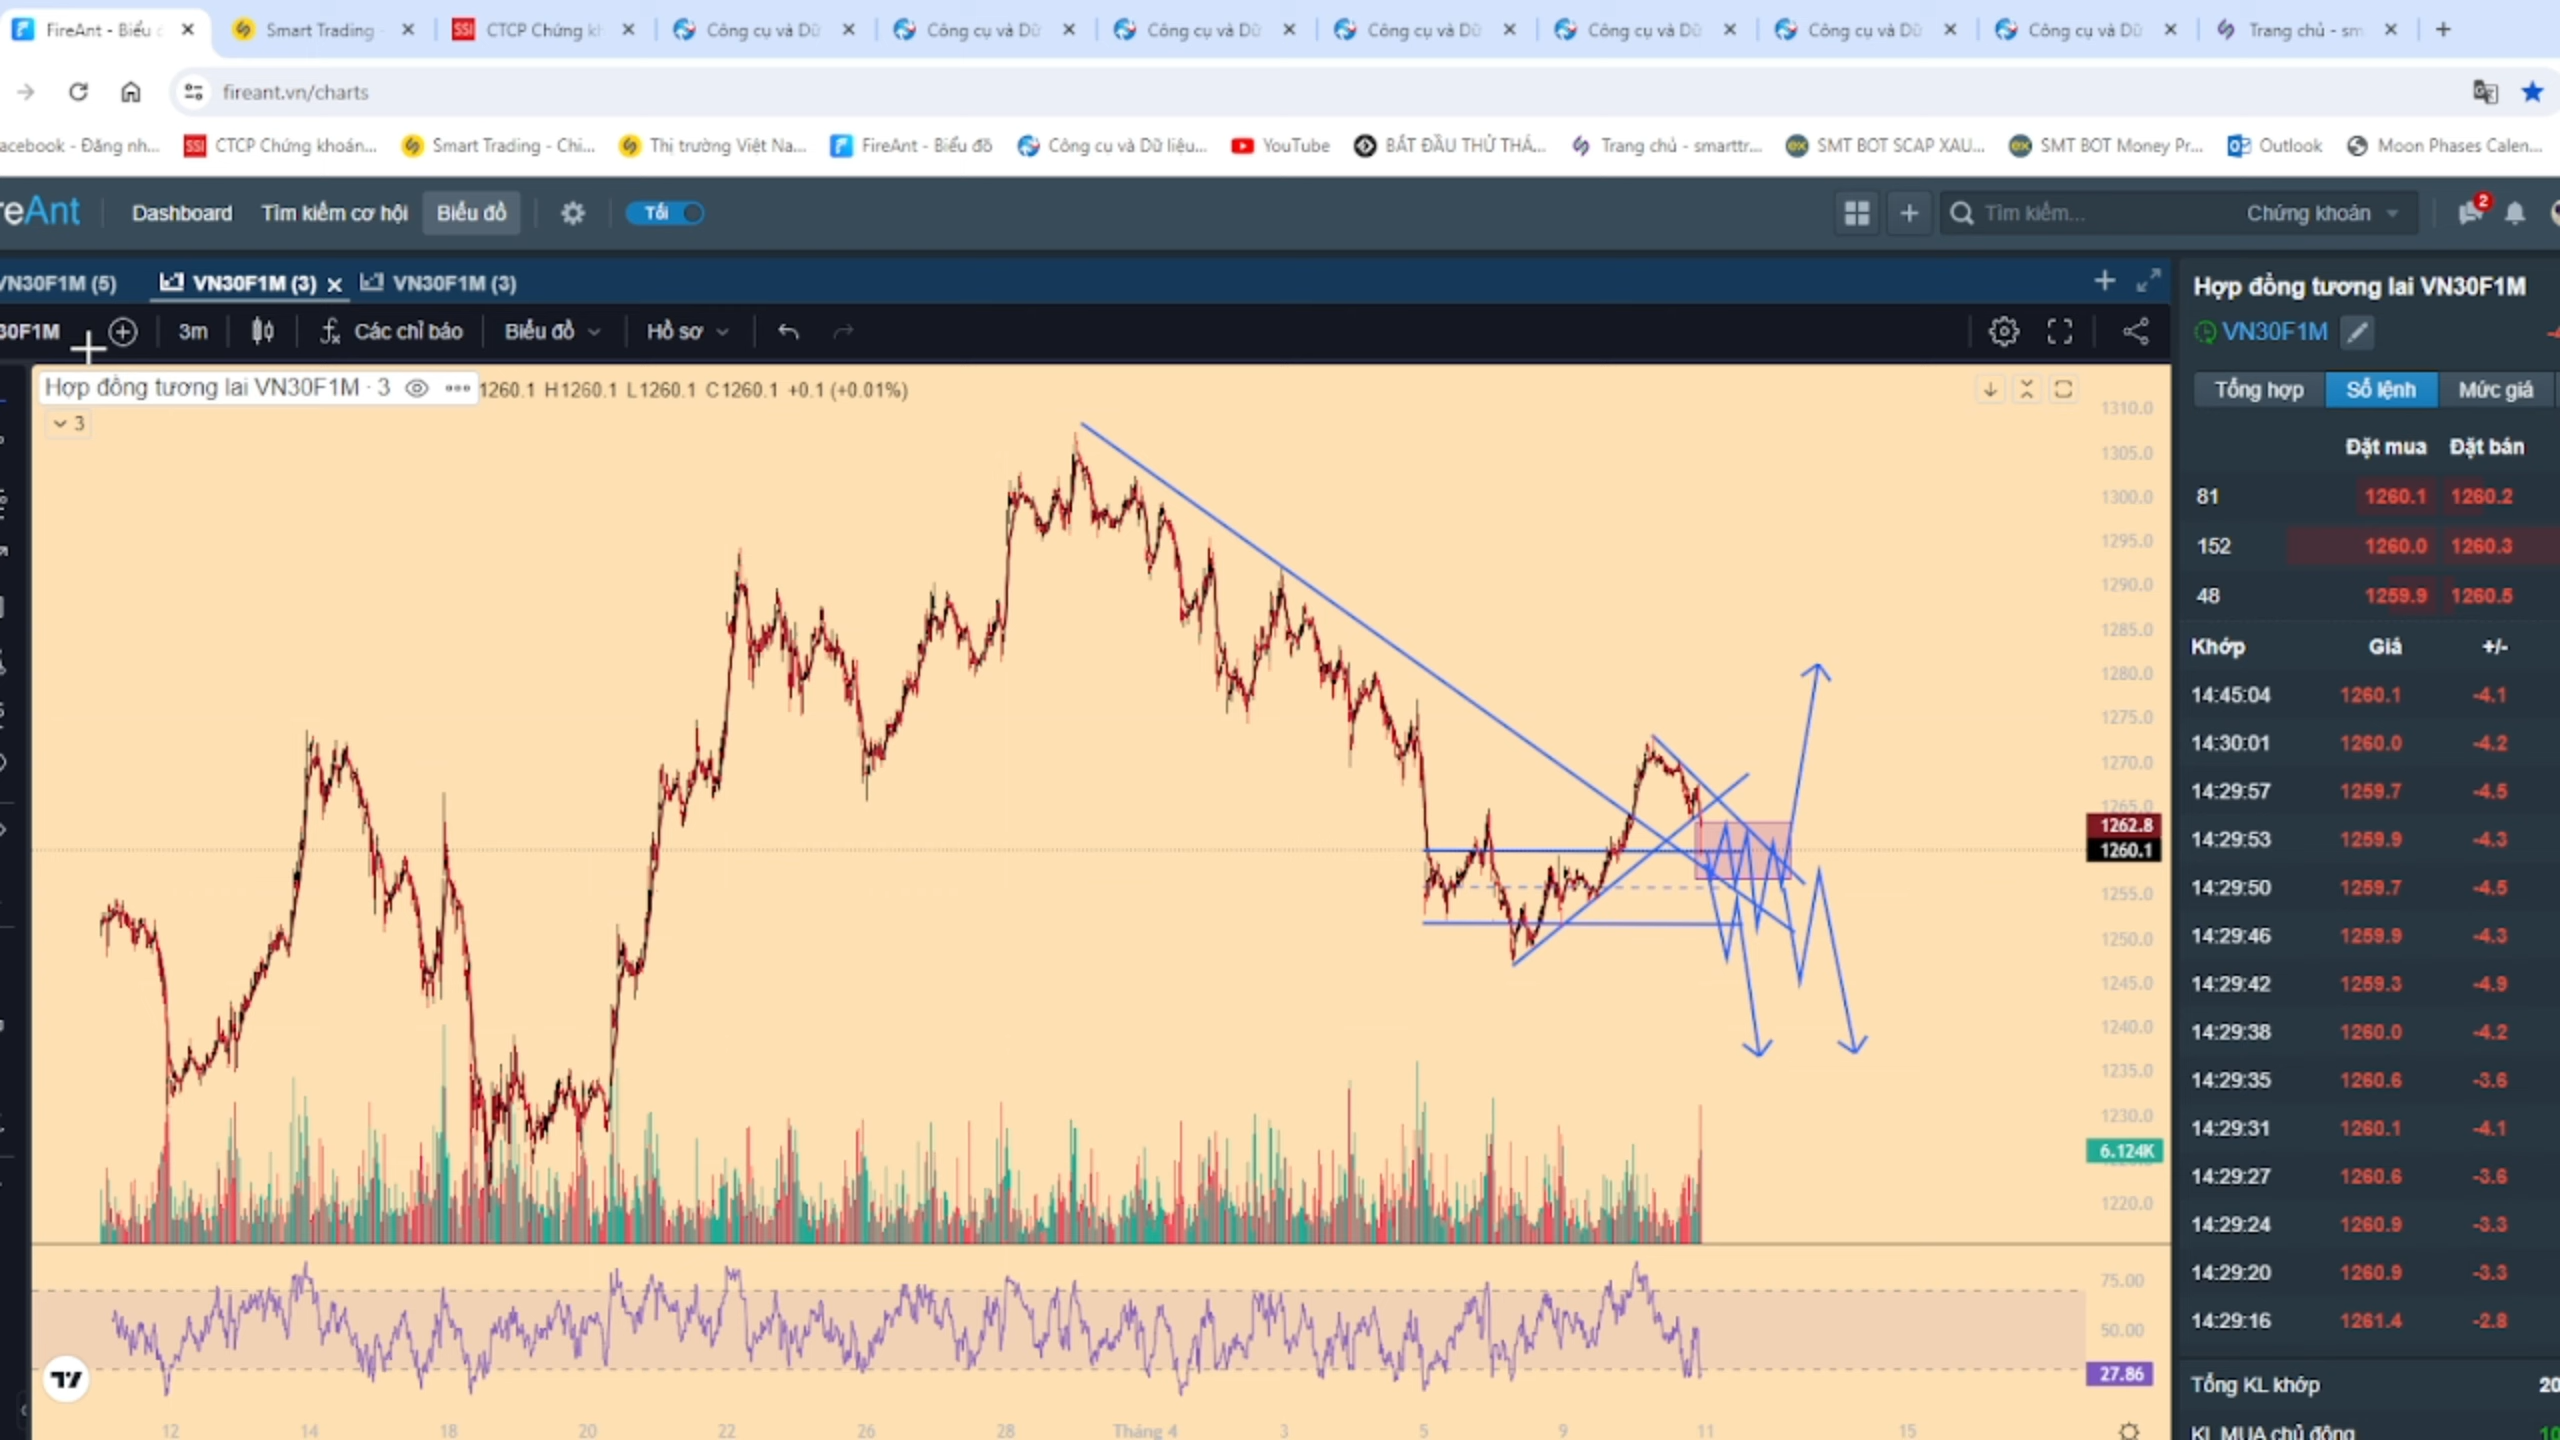 FireAnt - Biểu đ
Smart Trading -
SSI CTCP Chứng kh
Công cụ và Dữ
Công cụ và Dữ
Công cụ và Dữ
Công cụ và Dữ
Công cụ và Dữ
Công cụ và Dữ
Công cụ và Dữ
Trang chủ - sm
fireant.vn/charts
acebook - Đăng nh...
SSI CTCP Chứng khoán...
Smart Trading - Chi...
Thị trường Việt Na...
FireAnt - Biểu đồ
Công cụ và Dữ liệu...
YouTube
BẮT ĐẦU THỬ THÁ...
Trang chủ - smarttr...
SMT BOT SCAP XAU...
SMT BOT Money Pr...
Outlook
Moon Phases Calen...
reAnt Dashboard Tìm kiếm cơ hội Biểu đồ Tối Tìm kiếm... Chứng khoán 2
VN30F1M (5) VN30F1M (3) VN30F1M (3)
30F1M 3m Các chỉ báo Biểu đồ Hồ sơ
Hợp đồng tương lai VN30F1M · 3 1260.1 H1260.1 L1260.1 C1260.1 +0.1 (+0.01%)
3
1310.0
1305.0
1300.0
1295.0
1290.0
1285.0
1280.0
1275.0
1270.0
1265.0
1262.8
1260.1
1255.0
1250.0
1245.0
1240.0
1235.0
1230.0
6.124K
1220.0
75.00
50.00
27.86
12 14 18 20 22 26 28 Tháng 4 3 5 9 11 15
Hợp đồng tương lai VN30F1M
VN30F1M
Tổng hợp Sổ lệnh Mức giá
Đặt mua Đặt bán
81 1260.1 1260.2
152 1260.0 1260.3
48 1259.9 1260.5
Khớp Giá +/-
14:45:04 1260.1 -4.1
14:30:01 1260.0 -4.2
14:29:57 1259.7 -4.5
14:29:53 1259.9 -4.3
14:29:50 1259.7 -4.5
14:29:46 1259.9 -4.3
14:29:42 1259.3 -4.9
14:29:38 1260.0 -4.2
14:29:35 1260.6 -3.6
14:29:31 1260.1 -4.1
14:29:27 1260.6 -3.6
14:29:24 1260.9 -3.3
14:29:20 1260.9 -3.3
14:29:16 1261.4 -2.8
Tổng KL khớp 20
KL MUA chủ động 10